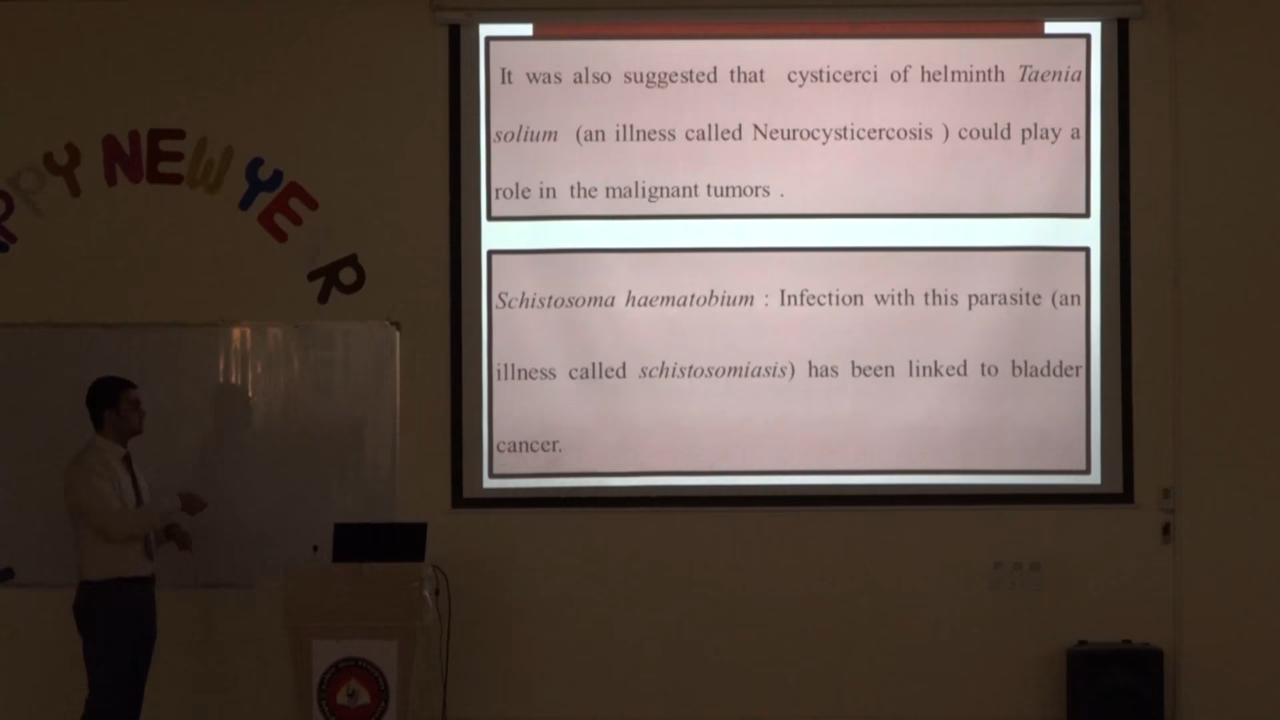 PPY NEW YER
It was also suggested that cysticerci of helminth Taenia
solium (an illness called Neurocysticercosis ) could play a
role in the malignant tumors .
Schistosoma haematobium : Infection with this parasite (an
illness called schistosomiasis) has been linked to bladder
cancer.